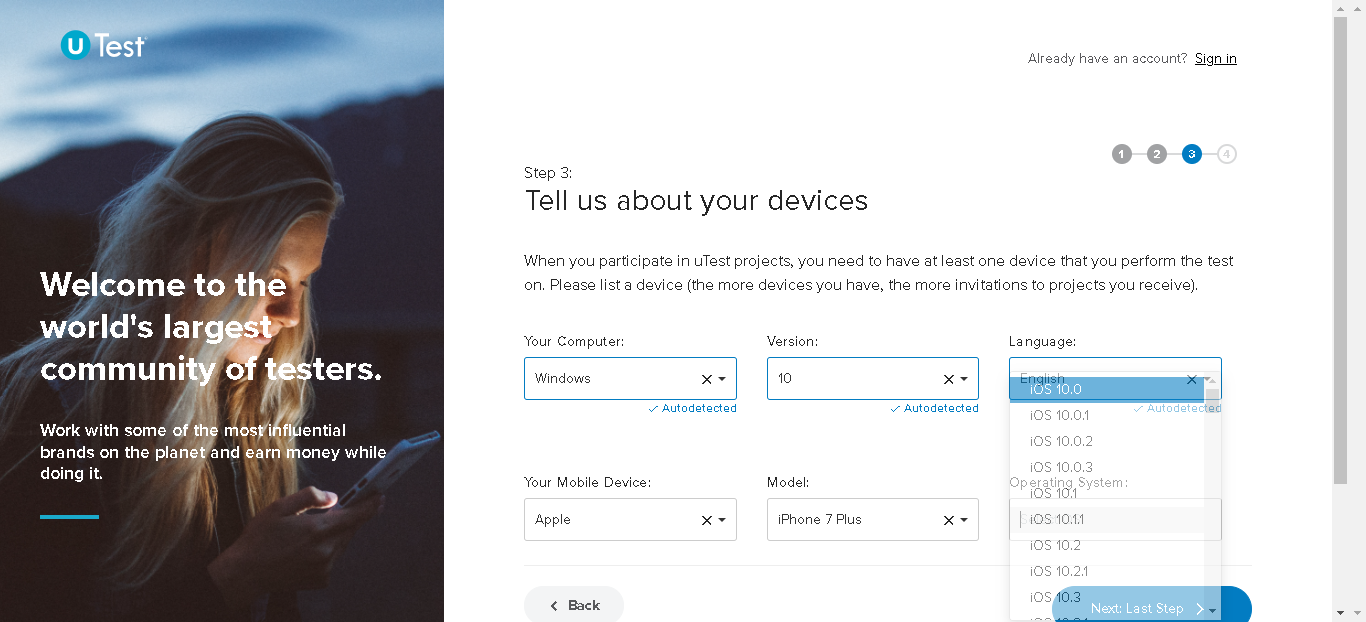 u Test
Already have an account? Sign in
1 2 3 4
Step 3:
Tell us about your devices
When you participate in uTest projects, you need to have at least one device that you perform the test
on. Please list a device (the more devices you have, the more invitations to projects you receive).
Welcome to the
world's largest
community of testers.
Work with some of the most influential
brands on the planet and earn money while
doing it.
Your Computer:
Windows
Autodetected
Version:
10
Autodetected
Language:
English
Autodetected
Your Mobile Device:
Apple
Model:
iPhone 7 Plus
Operating System:
iOS 10.0
iOS 10.0.1
iOS 10.0.2
iOS 10.0.3
iOS 10.1
iOS 10.1.1
iOS 10.2
iOS 10.2.1
iOS 10.3
Back
Next: Last Step